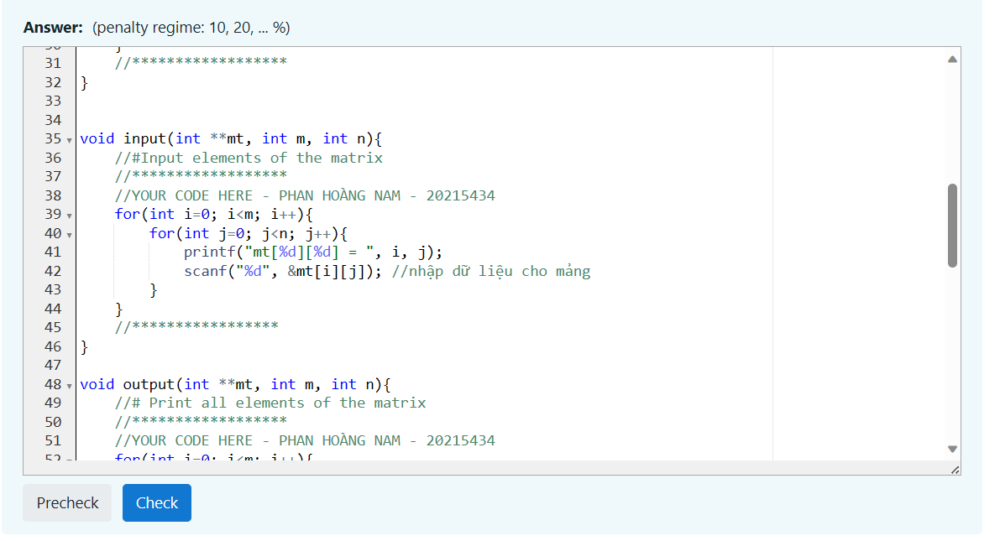 Answer: (penalty regime: 10, 20, ... %)
31 //******************
32 }
33
34
35 void input(int **mt, int m, int n){
36 //#Input elements of the matrix
37 //******************
38 //YOUR CODE HERE - PHAN HOÀNG NAM - 20215434
39 for(int i=0; i<m; i++){
40 for(int j=0; j<n; j++){
41 printf("mt[%d][%d] = ", i, j);
42 scanf("%d", &mt[i][j]); //nhập dữ liệu cho mảng
43 }
44 }
45 //*****************
46 }
47
48 void output(int **mt, int m, int n){
49 //# Print all elements of the matrix
50 //******************
51 //YOUR CODE HERE - PHAN HOÀNG NAM - 20215434
52 for(int i=0; i<m; i++){
Precheck
Check